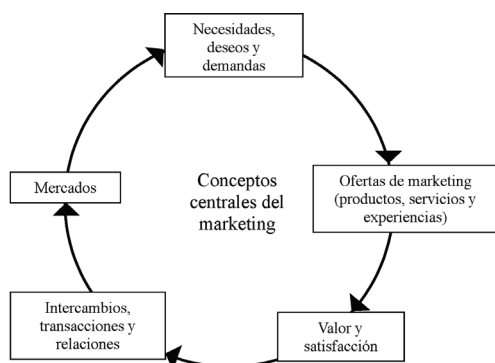 Necesidades,
deseos y
demandas
Ofertas de marketing
(productos, servicios y
experiencias)
Valor y
satisfacción
Intercambios,
transacciones y
relaciones
Mercados
Conceptos
centrales del
marketing